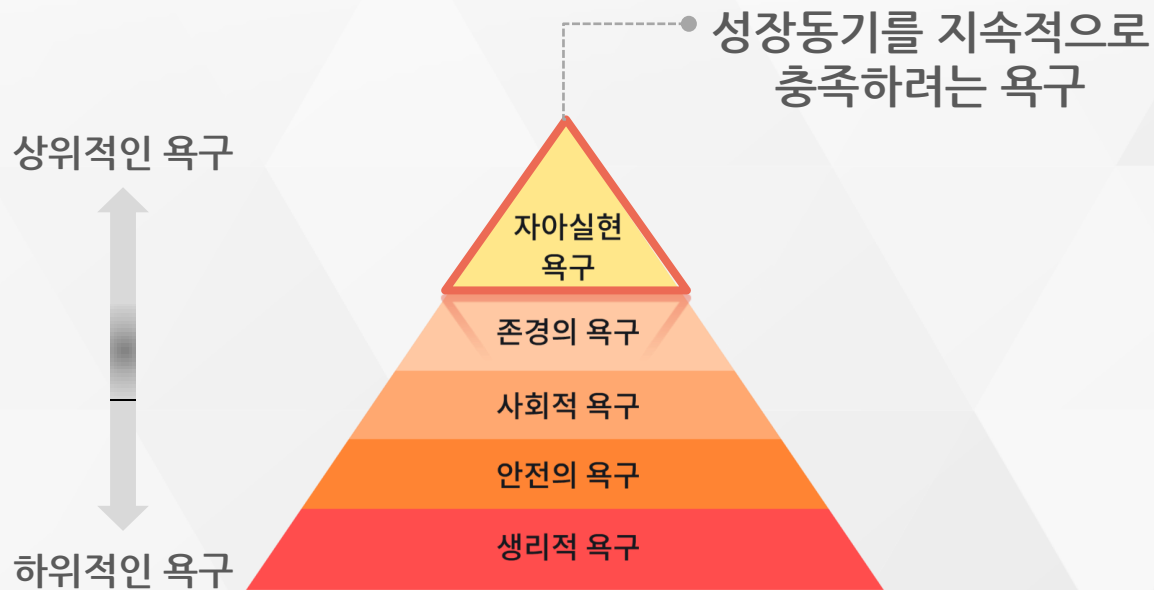 성장동기를 지속적으로
충족하려는 욕구
상위적인 욕구
자아실현
욕구
존경의 욕구
사회적 욕구
안전의 욕구
생리적 욕구
하위적인 욕구